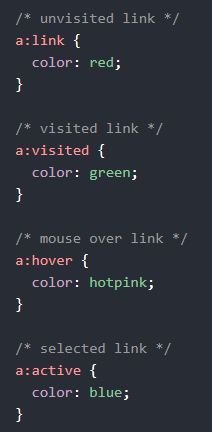 /* unvisited link */
a:link {
  color: red;
}
/* visited link */
a:visited {
  color: green;
}
/* mouse over link */
a:hover {
  color: hotpink;
}
/* selected link */
a:active {
  color: blue;
}